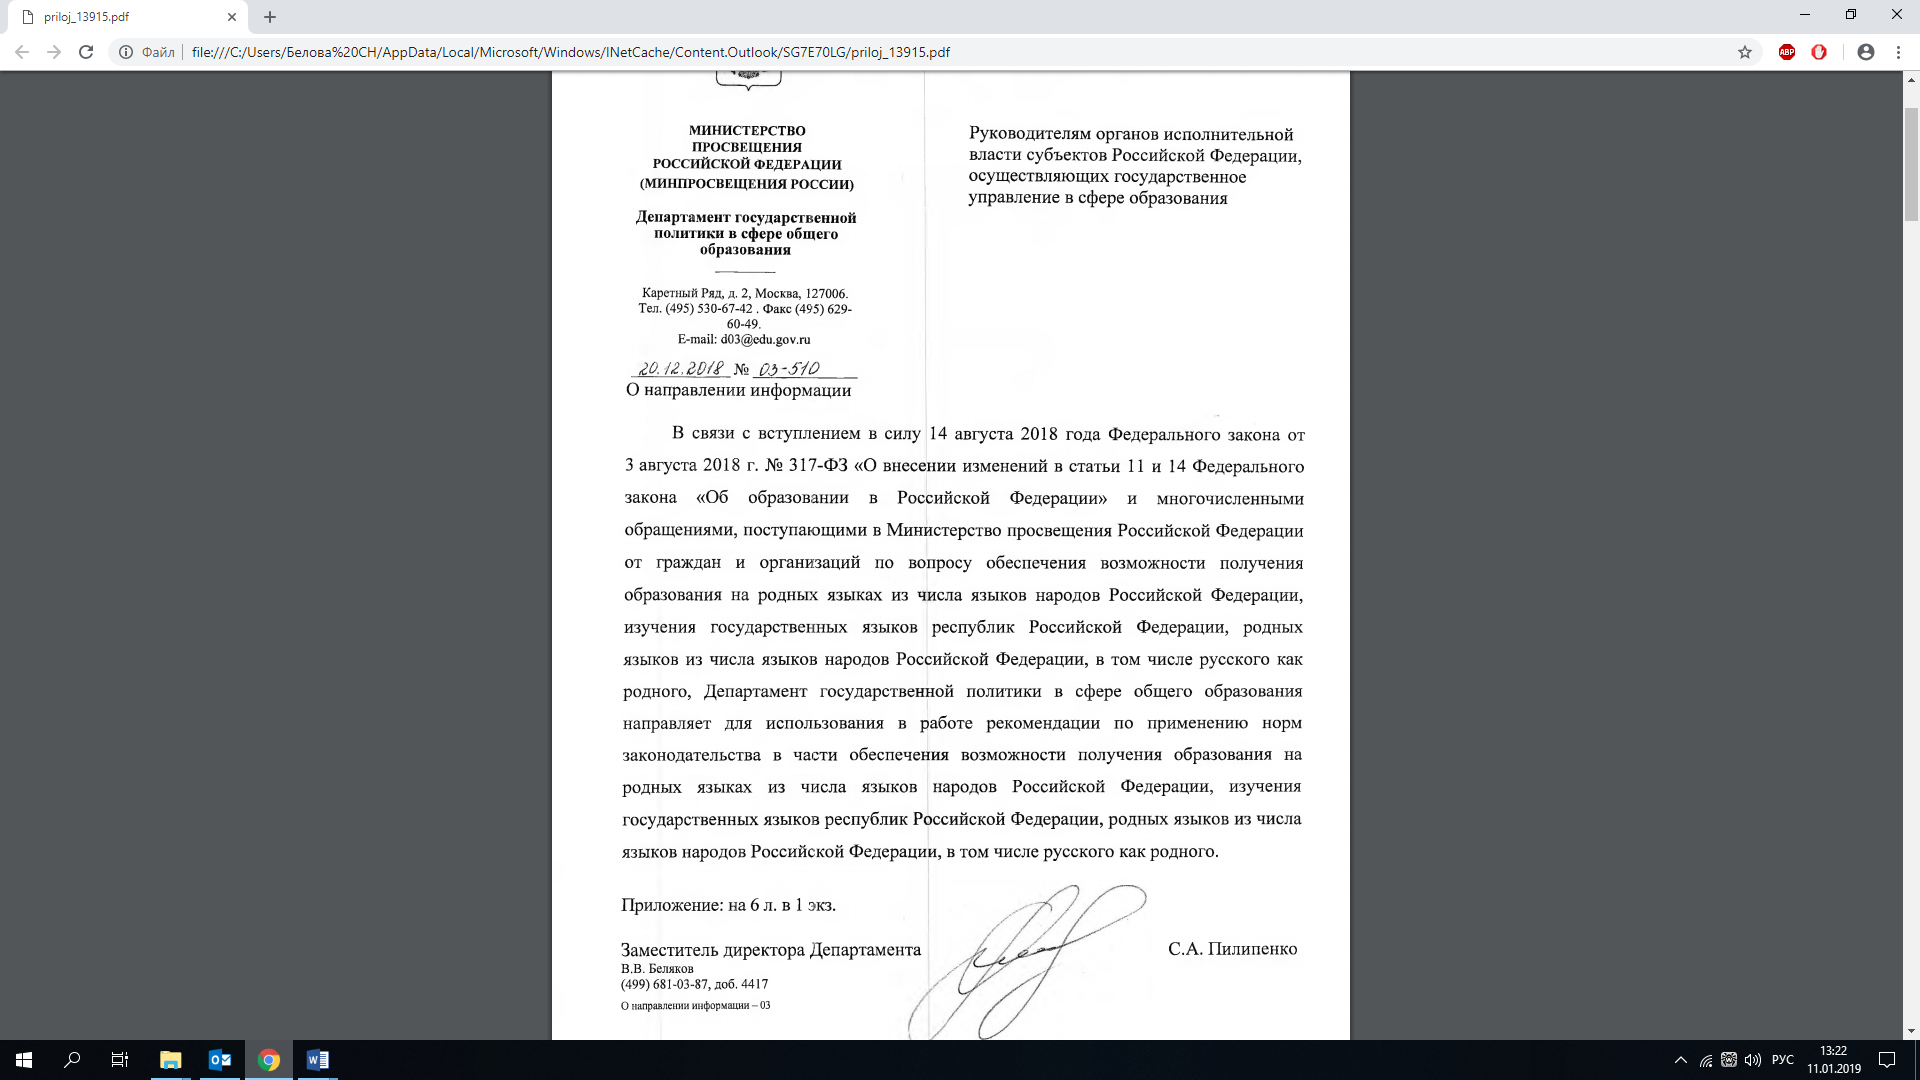 priloj_13915.pdf
Файл
file:///C:/Users/Белова%20СН/AppData/Local/Microsoft/Windows/INetCache/Content.Outlook/SG7E70LG/priloj_13915.pdf
ABP
МИНИСТЕРСТВО
ПРОСВЕЩЕНИЯ
РОССИЙСКОЙ ФЕДЕРАЦИИ
(МИНПРОСВЕЩЕНИЯ РОССИИ)
Департамент государственной
политики в сфере общего
образования
Каретный Ряд, д. 2, Москва, 127006.
Тел. (495) 530-67-42 . Факс (495) 629-
60-49.
E-mail: d03@edu.gov.ru
20.12.2018 № 03-510
О направлении информации
Руководителям органов исполнительной
власти субъектов Российской Федерации,
осуществляющих государственное
управление в сфере образования
В связи с вступлением в силу 14 августа 2018 года Федерального закона от
3 августа 2018 г. № 317-ФЗ «О внесении изменений в статьи 11 и 14 Федерального
закона «Об образовании в Российской Федерации» и многочисленными
обращениями, поступающими в Министерство просвещения Российской Федерации
от граждан и организаций по вопросу обеспечения возможности получения
образования на родных языках из числа языков народов Российской Федерации,
изучения государственных языков республик Российской Федерации, родных
языков из числа языков народов Российской Федерации, в том числе русского как
родного, Департамент государственной политики в сфере общего образования
направляет для использования в работе рекомендации по применению норм
законодательства в части обеспечения возможности получения образования на
родных языках из числа языков народов Российской Федерации, изучения
государственных языков республик Российской Федерации, родных языков из числа
языков народов Российской Федерации, в том числе русского как родного.
Приложение: на 6 л. в 1 экз.
Заместитель директора Департамента
С.А. Пилипенко
В.В. Беляков
(499) 681-03-87, доб. 4417
О направлении информации – 03
РУС
13:22
11.01.2019